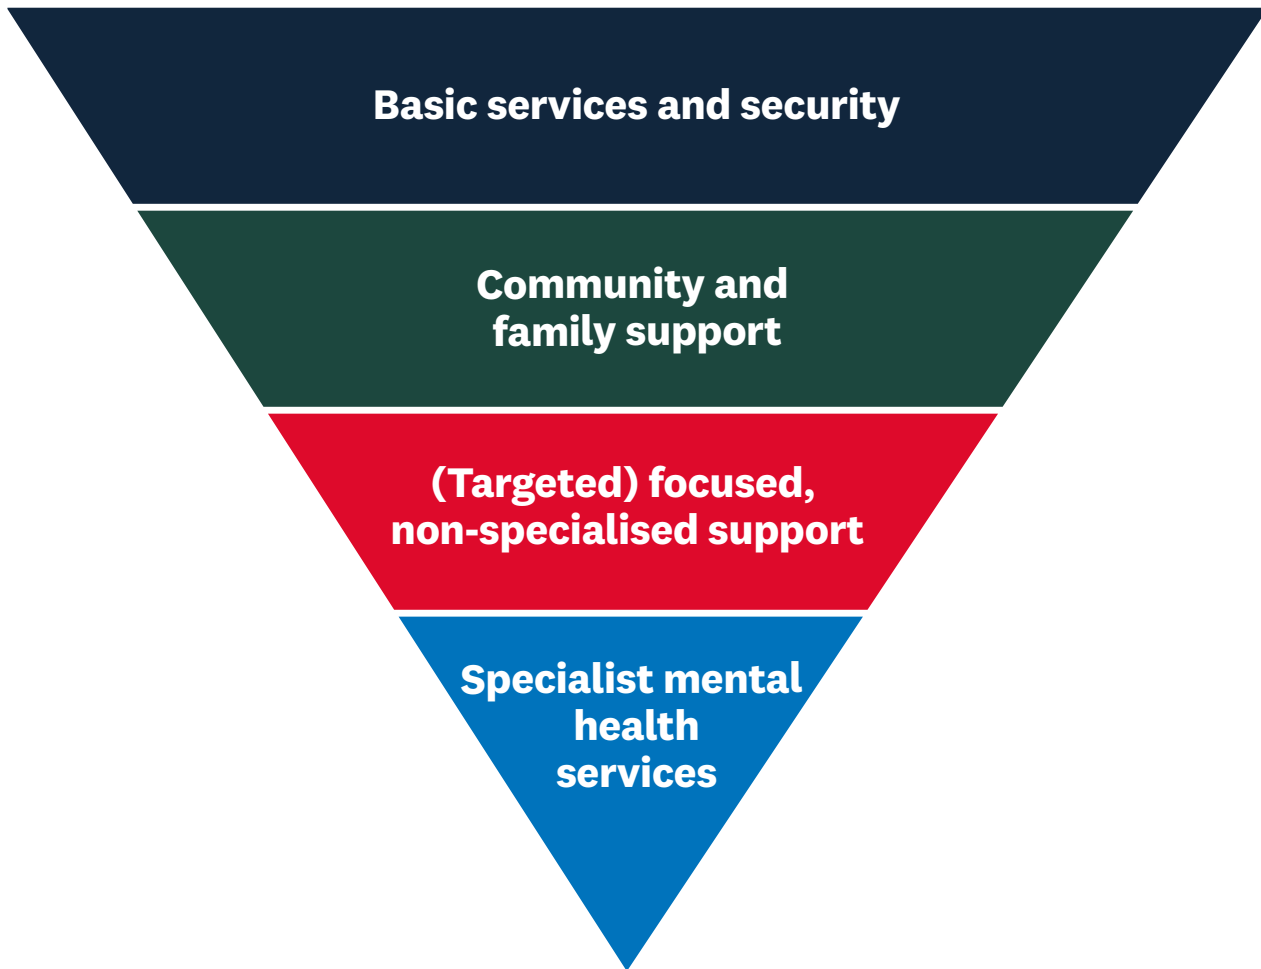 Basic services and security
Community and
family support
(Targeted) focused,
non-specialised support
Specialist mental
health
services